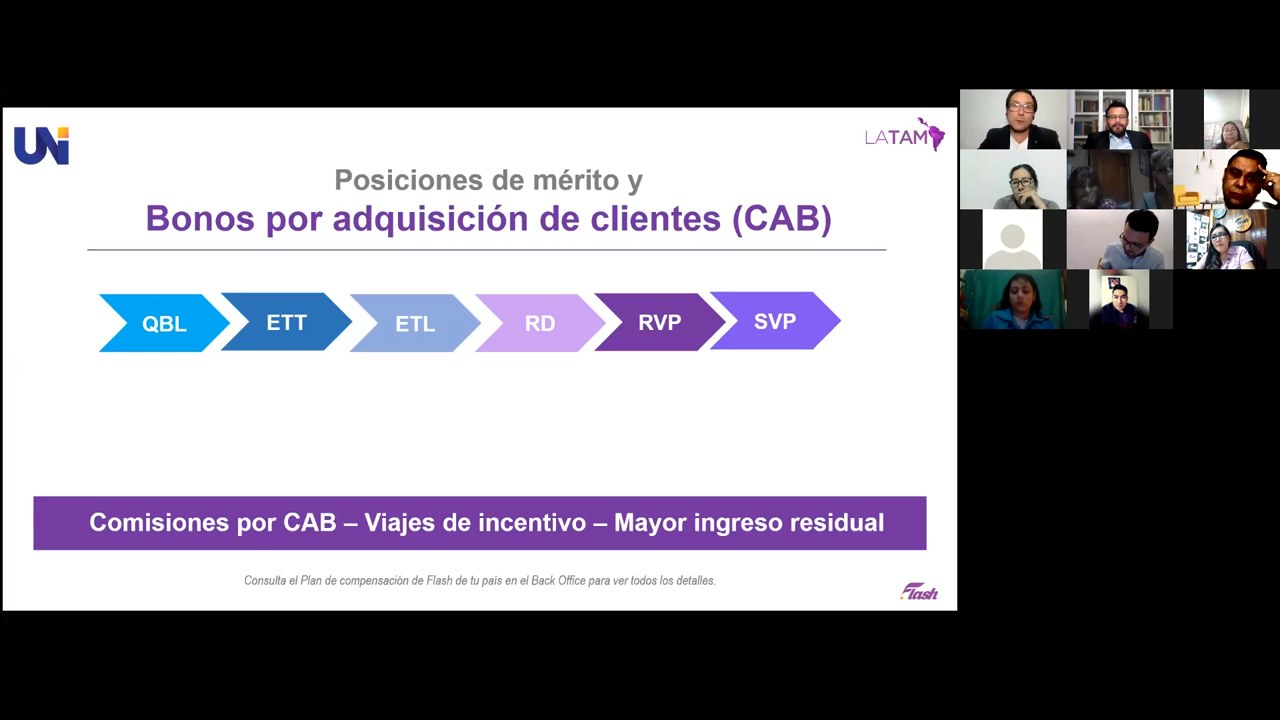 UNi
LATAM
Posiciones de mérito y
Bonos por adquisición de clientes (CAB)
QBL
ETT
ETL
RD
RVP
SVP
Comisiones por CAB – Viajes de incentivo – Mayor ingreso residual
Consulta el Plan de compensación de Flash de tu pais en el Back Office para ver todos los detalles.
Flash